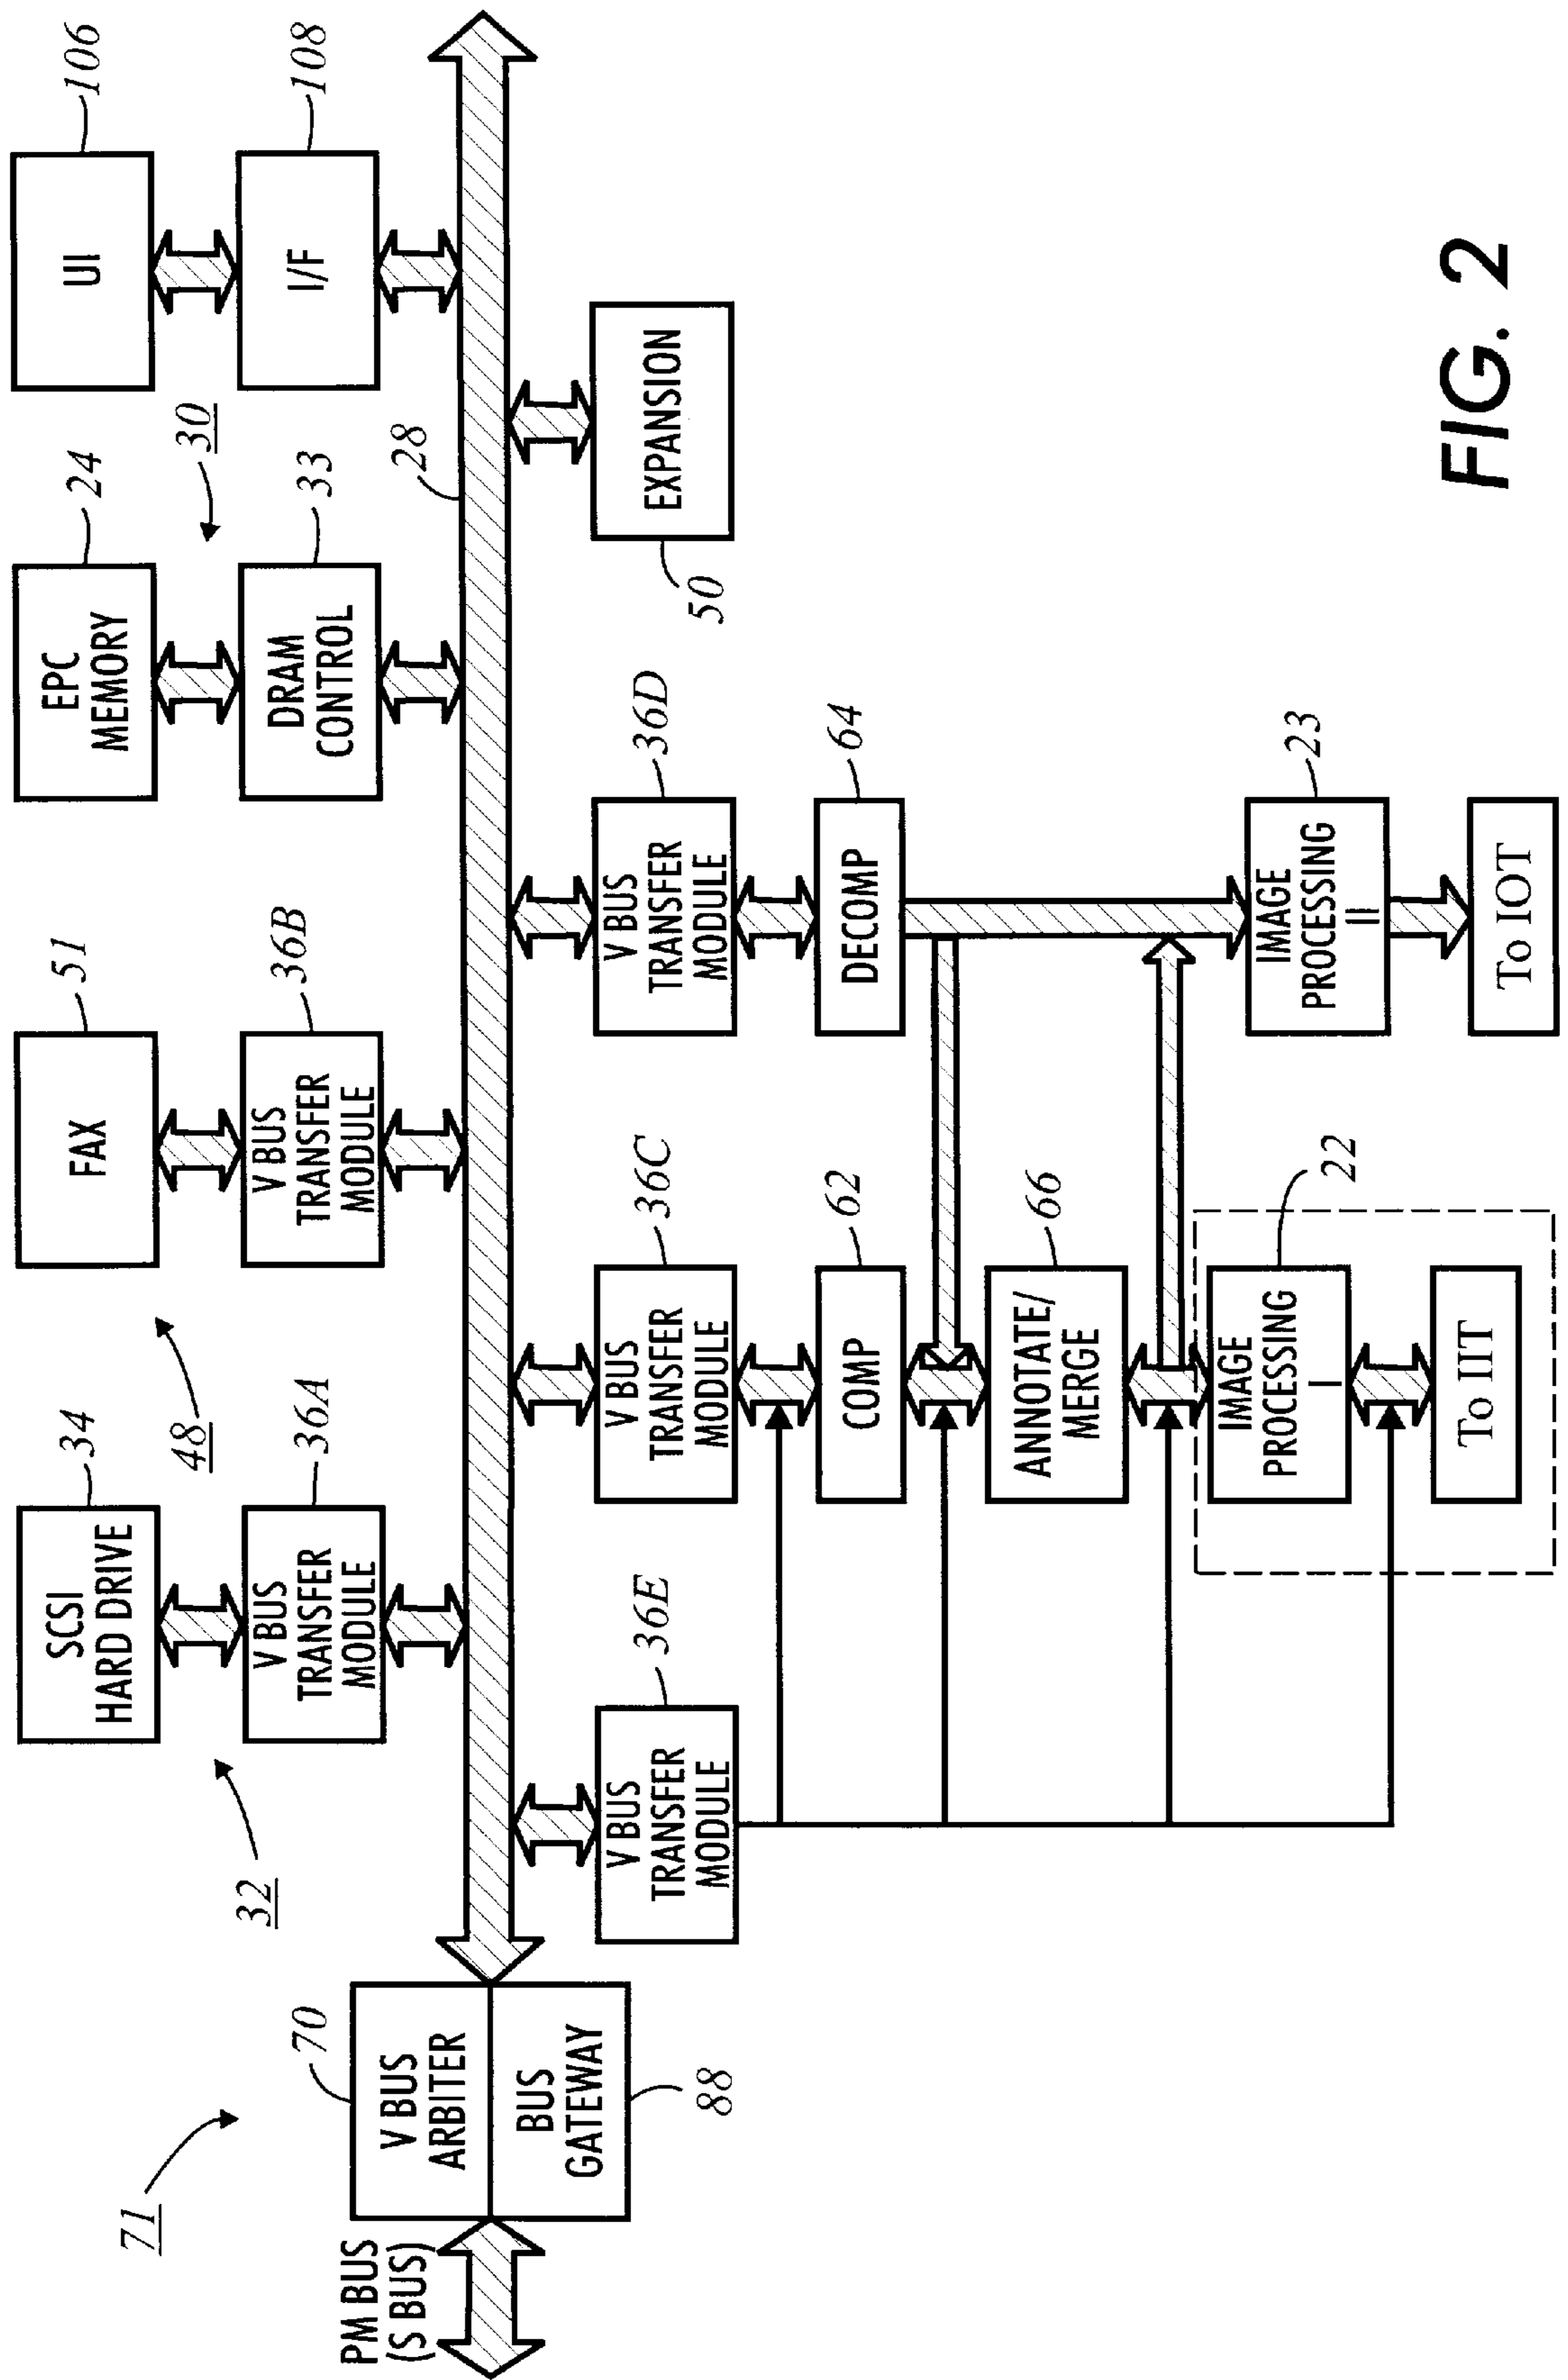 106
108
UI
I/F
30
24
33
28
EPC
MEMORY
DRAM
CONTROL
EXPANSION
50
51
36B
FAX
V BUS
TRANSFER
MODULE
48
34
36A
SCSI
HARD DRIVE
V BUS
TRANSFER
MODULE
32
36D
V BUS
TRANSFER
MODULE
64
DECOMP
23
IMAGE
PROCESSING
II
To IOT
36C
V BUS
TRANSFER
MODULE
62
COMP
66
ANNOTATE/
MERGE
22
IMAGE
PROCESSING
I
To IIT
36E
V BUS
TRANSFER
MODULE
71
70
V BUS
ARBITER
BUS
GATEWAY
88
PM BUS
(S BUS)
FIG. 2